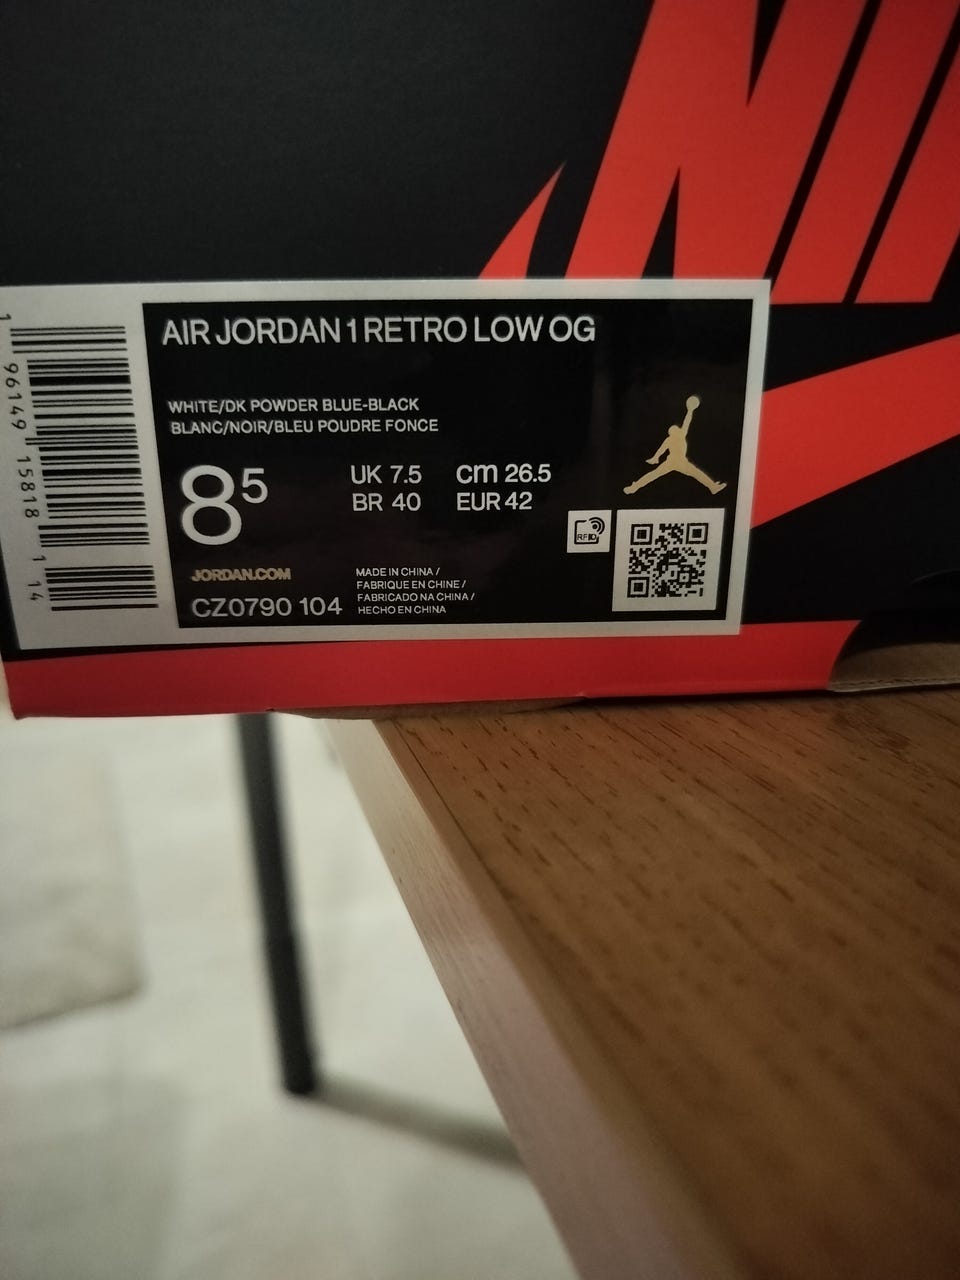 NIK
AIR JORDAN 1 RETRO LOW OG
WHITE/DK POWDER BLUE-BLACK
BLANC/NOIR/BLEU POUDRE FONCE
8⁵
UK 7.5 cm 26.5
BR 40 EUR 42
RFID
JORDAN.COM
CZ0790 104
MADE IN CHINA /
FABRIQUE EN CHINE /
FABRICADO NA CHINA /
HECHO EN CHINA
1 96149 15818 1 14